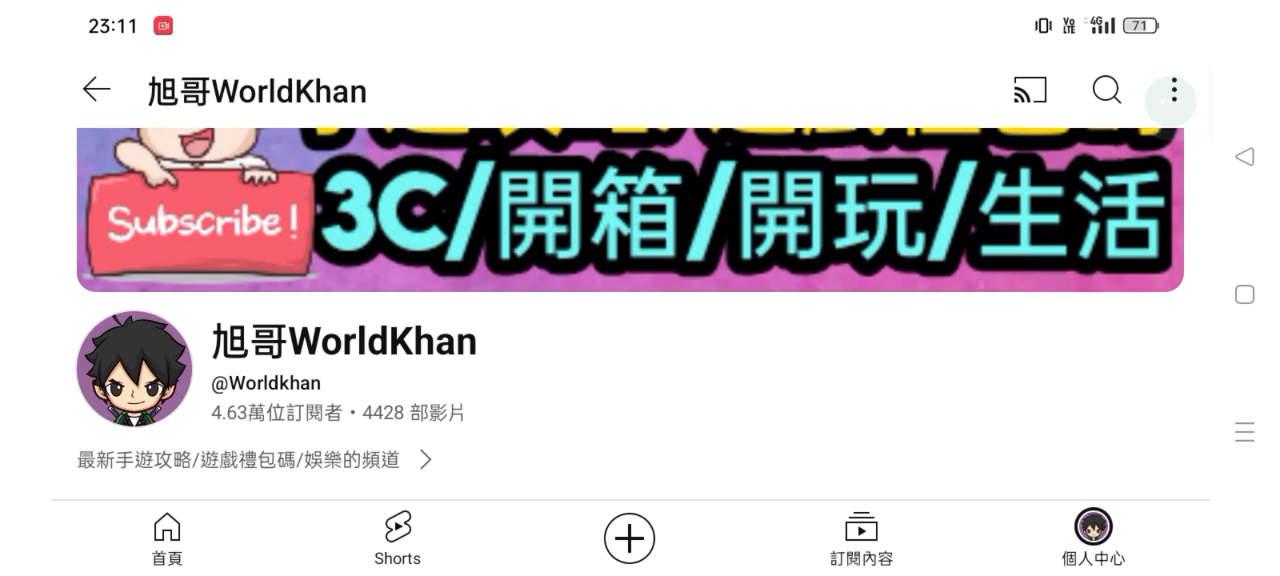 23:11
Vo LTE 4G 71
旭哥WorldKhan
Subscribe!
3C/開箱/開玩/生活
旭哥WorldKhan
@Worldkhan
4.63萬位訂閱者・4428 部影片
最新手遊攻略/遊戲禮包碼/娛樂的頻道
首頁
Shorts
訂閱內容
個人中心